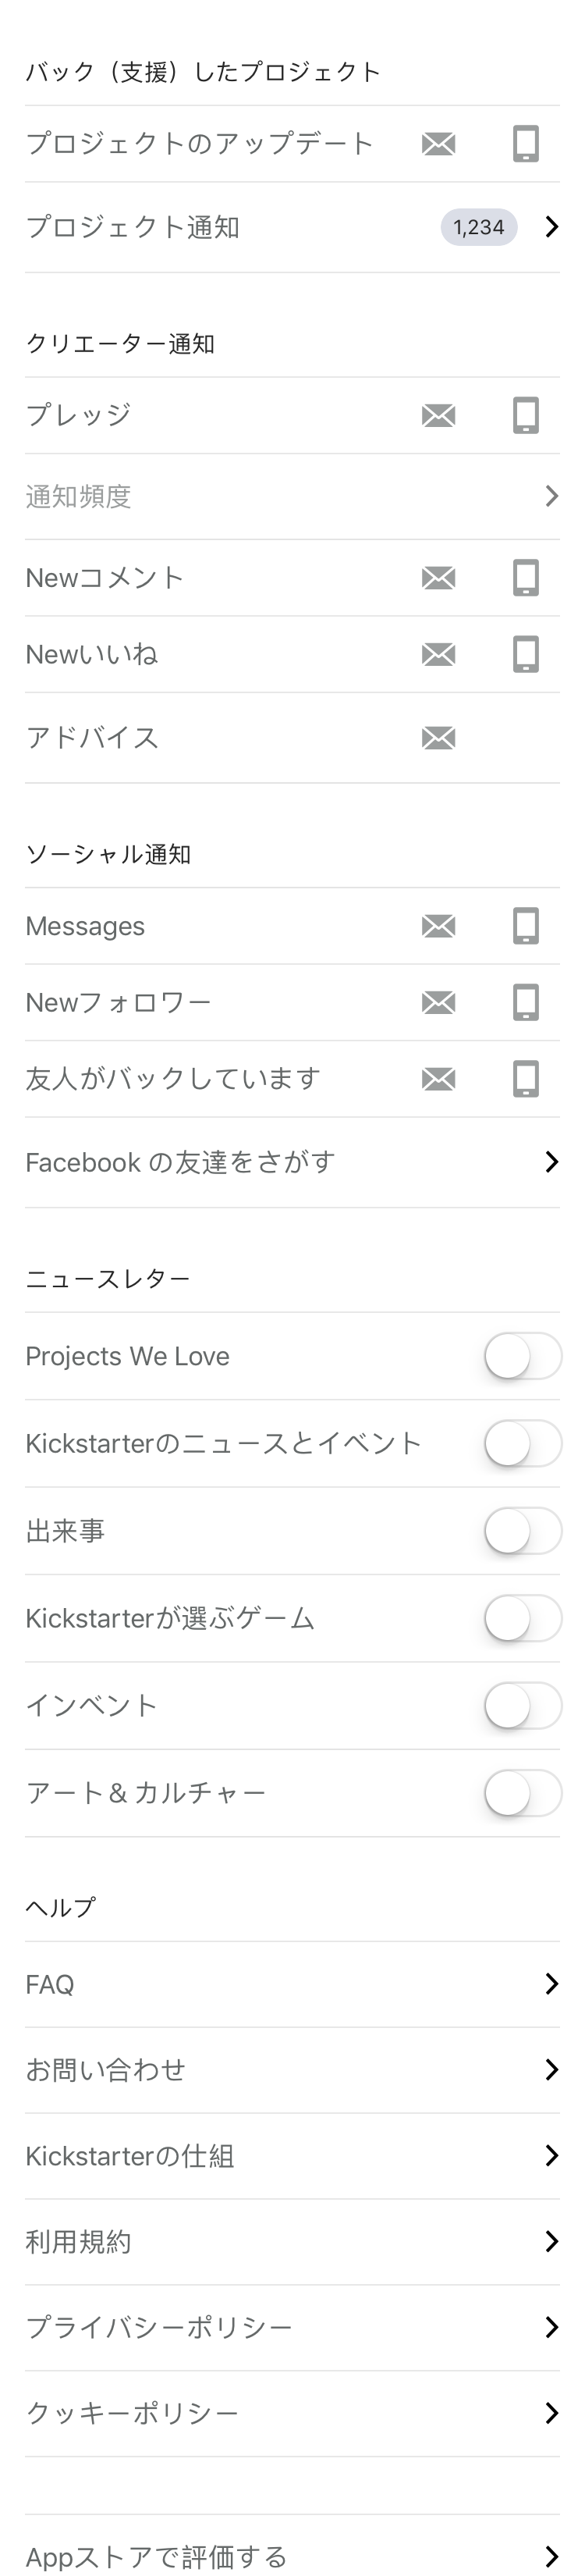 バック（支援）したプロジェクト
プロジェクトのアップデート
プロジェクト通知 1,234
クリエーター通知
プレッジ
通知頻度
Newコメント
Newいいね
アドバイス
ソーシャル通知
Messages
Newフォロワー
友人がバックしています
Facebook の友達をさがす
ニュースレター
Projects We Love
Kickstarterのニュースとイベント
出来事
Kickstarterが選ぶゲーム
インベント
アート＆カルチャー
ヘルプ
FAQ
お問い合わせ
Kickstarterの仕組
利用規約
プライバシーポリシー
クッキーポリシー
Appストアで評価する